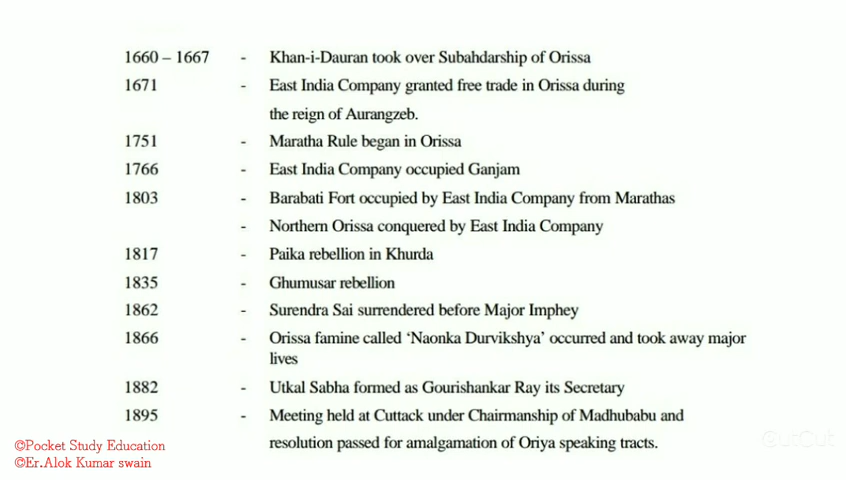 1660 – 1667 - Khan-i-Dauran took over Subahdarship of Orissa
1671 - East India Company granted free trade in Orissa during
the reign of Aurangzeb.
1751 - Maratha Rule began in Orissa
1766 - East India Company occupied Ganjam
1803 - Barabati Fort occupied by East India Company from Marathas
- Northern Orissa conquered by East India Company
1817 - Paika rebellion in Khurda
1835 - Ghumusar rebellion
1862 - Surendra Sai surrendered before Major Imphey
1866 - Orissa famine called ‘Naonka Durvikshya’ occurred and took away major
lives
1882 - Utkal Sabha formed as Gourishankar Ray its Secretary
1895 - Meeting held at Cuttack under Chairmanship of Madhubabu and
resolution passed for amalgamation of Oriya speaking tracts.
©Pocket Study Education
©Er.Alok Kumar swain